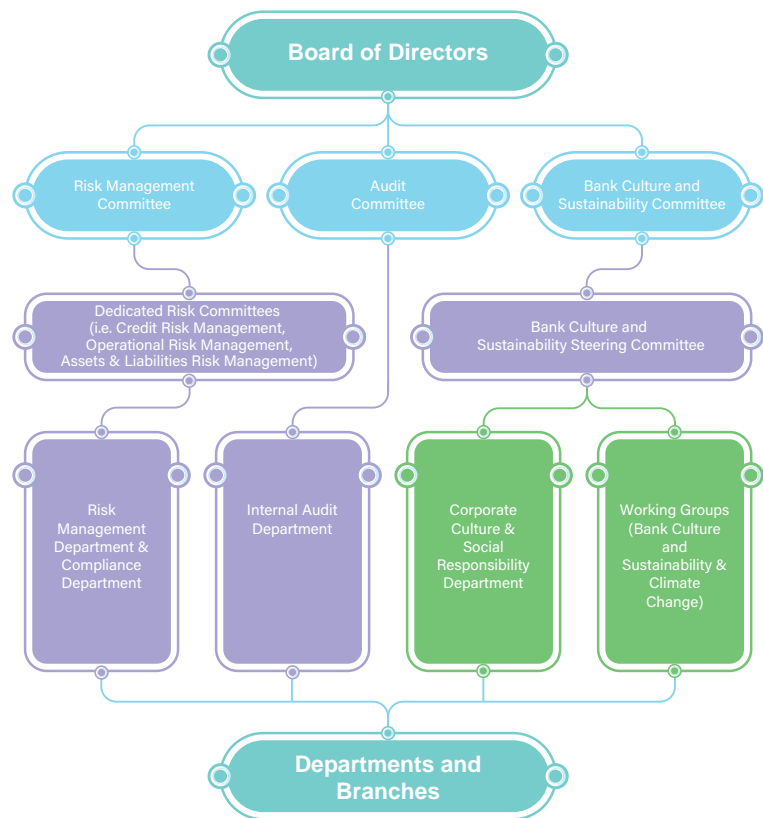 Board of Directors
Risk Management
Committee
Audit
Committee
Bank Culture and
Sustainability Committee
Dedicated Risk Committees
(i.e. Credit Risk Management,
Operational Risk Management,
Assets & Liabilities Risk Management)
Bank Culture and
Sustainability Steering Committee
Risk
Management
Department &
Compliance
Department
Internal Audit
Department
Corporate
Culture &
Social
Responsibility
Department
Working Groups
(Bank Culture
and
Sustainability &
Climate
Change)
Departments and
Branches